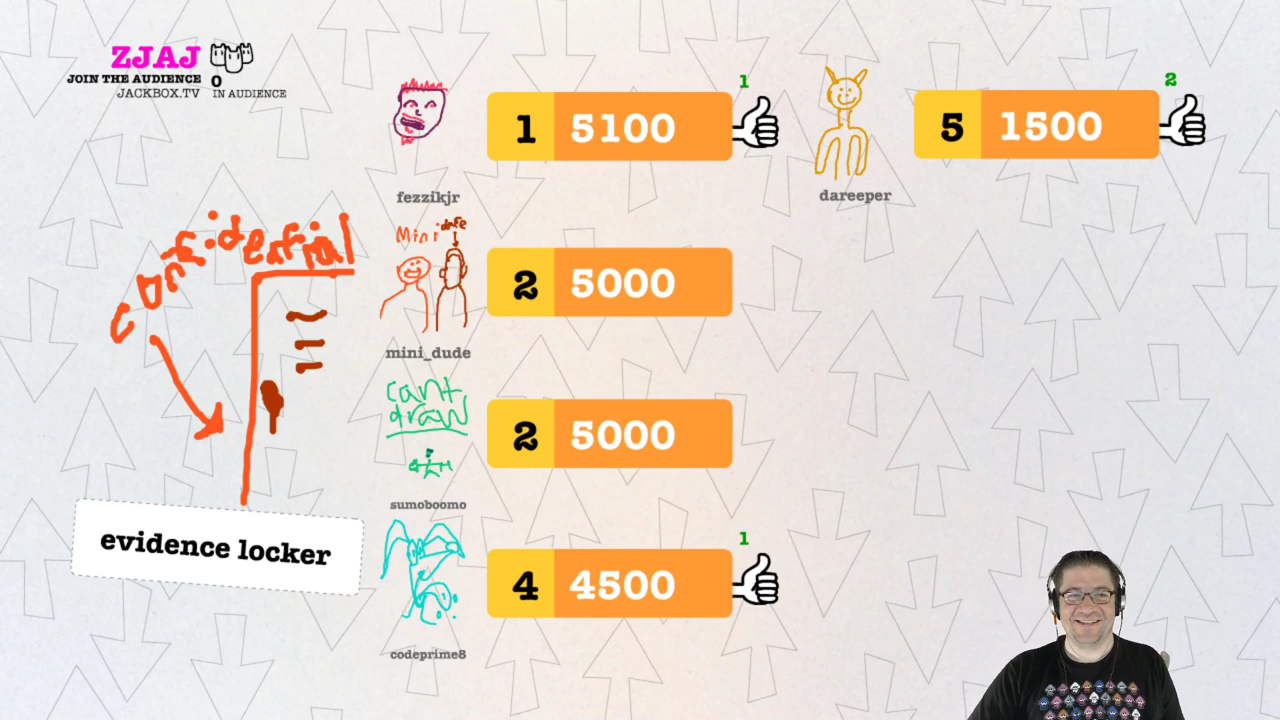 ZJAJ
JOIN THE AUDIENCE
JACKBOX.TV
0
IN AUDIENCE
confidential
evidence locker
1 5100
1
fezzikjr
Mini
dude
2 5000
mini_dude
cant
draw
2 5000
sumoboomo
4 4500
1
codeprime8
5 1500
2
dareeper